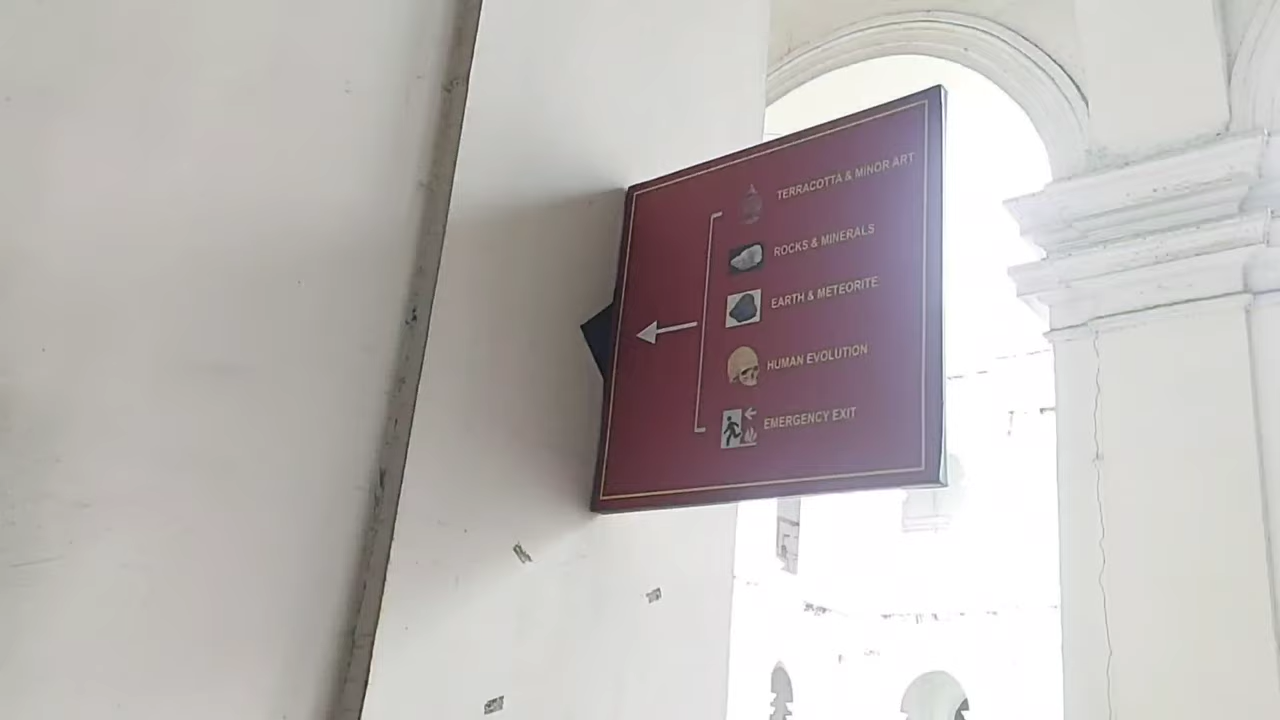 TERRACOTTA & MINOR ART
ROCKS & MINERALS
EARTH & METEORITE
HUMAN EVOLUTION
EMERGENCY EXIT